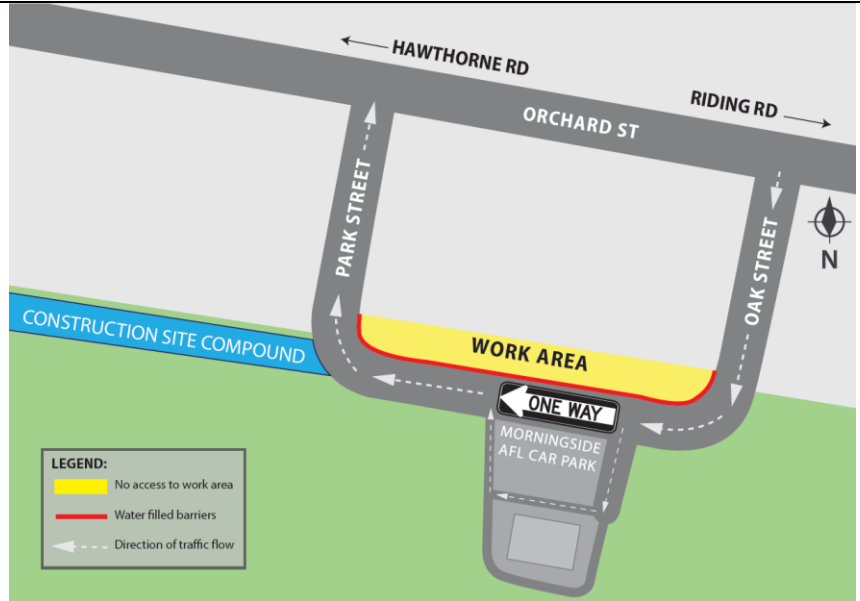 HAWTHORNE RD
RIDING RD
ORCHARD ST
PARK STREET
OAK STREET
N
CONSTRUCTION SITE COMPOUND
WORK AREA
ONE WAY
MORNINGSIDE
AFL CAR PARK
LEGEND:
No access to work area
Water filled barriers
Direction of traffic flow